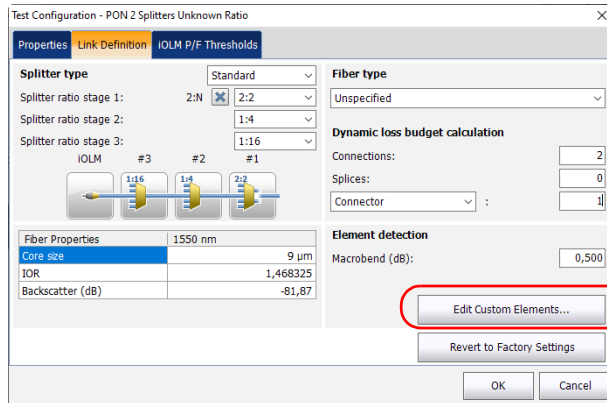 Test Configuration - PON 2 Splitters Unknown Ratio
Properties Link Definition iOLM P/F Thresholds
Splitter type Standard
Splitter ratio stage 1: 2:N 2:2
Splitter ratio stage 2: 1:4
Splitter ratio stage 3: 1:16
iOLM #3 #2 #1
1:16 1:4 2:2
Fiber Properties 1550 nm
Core size 9 µm
IOR 1,468325
Backscatter (dB) -81,87
Fiber type
Unspecified
Dynamic loss budget calculation
Connections: 2
Splices: 0
Connector : 1
Element detection
Macrobend (dB): 0,500
Edit Custom Elements...
Revert to Factory Settings
OK Cancel